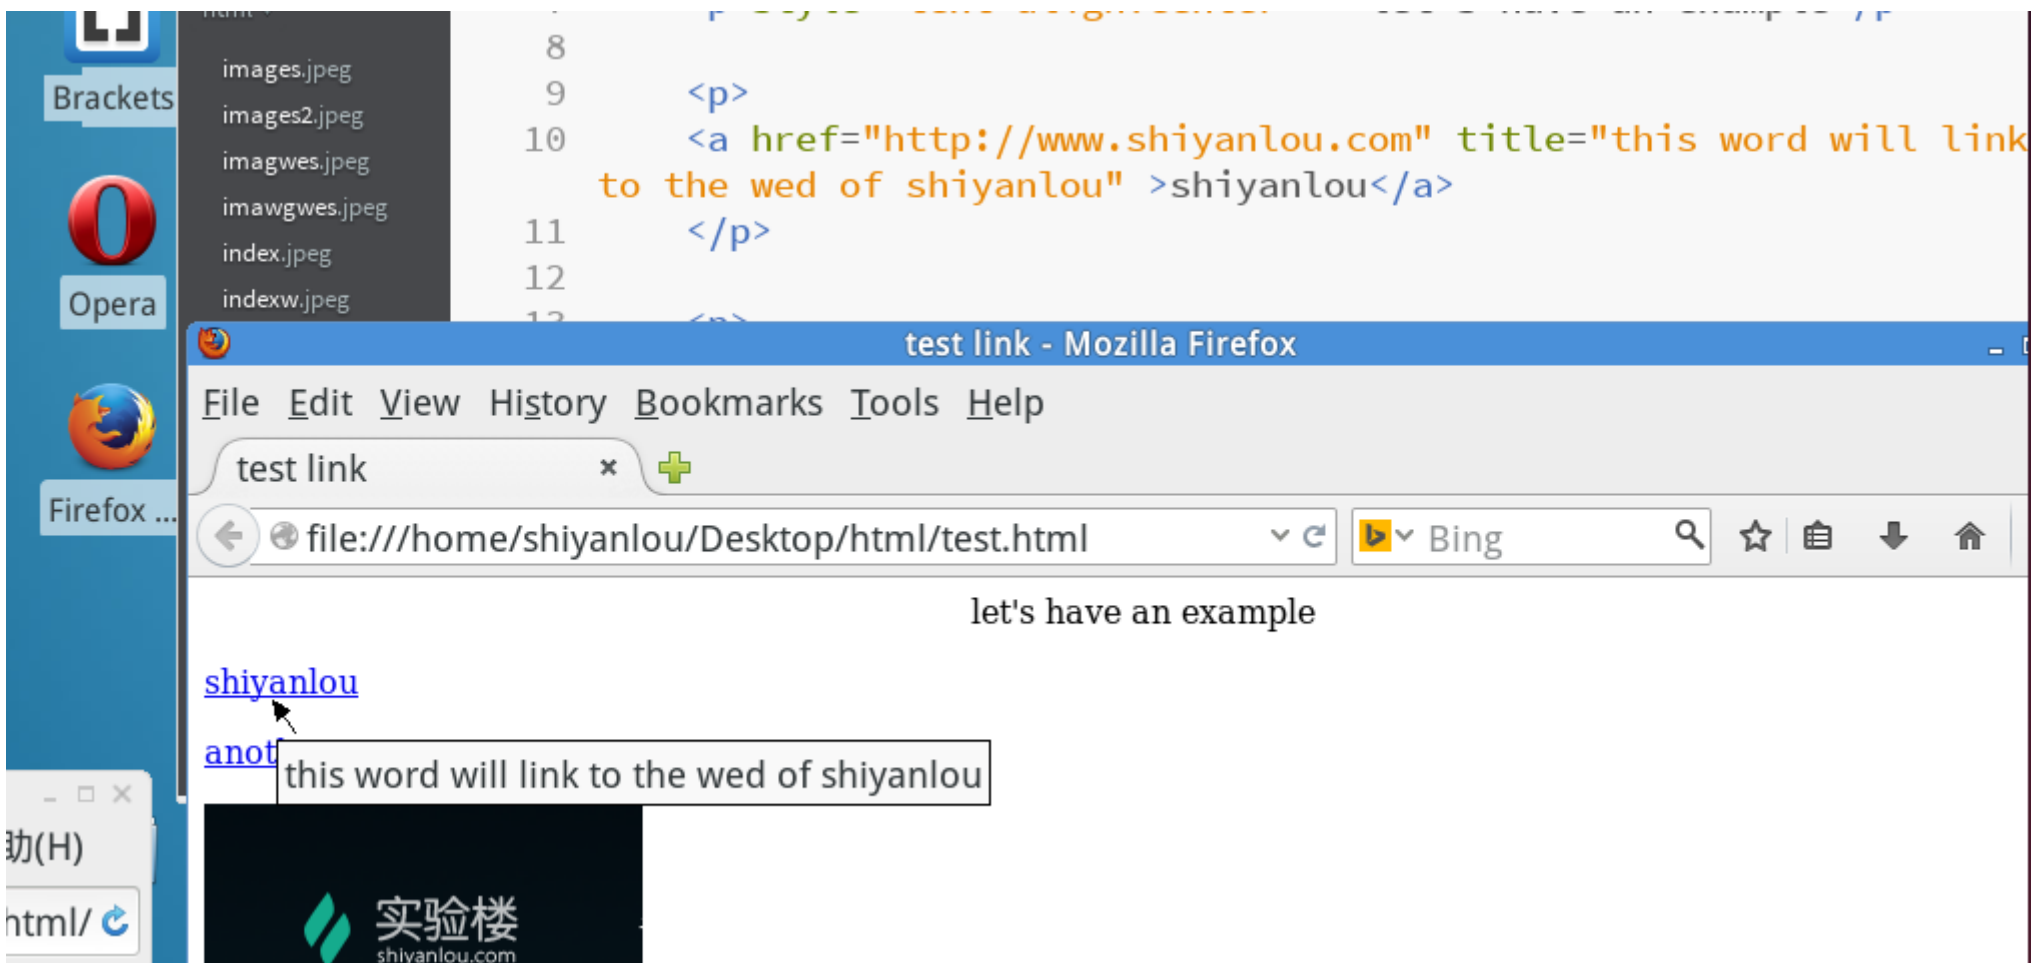 Brackets
Opera
Firefox ...
images.jpeg
images2.jpeg
imagwes.jpeg
imawgwes.jpeg
index.jpeg
indexw.jpeg
8
9 <p>
10 <a href="http://www.shiyanlou.com" title="this word will link
to the wed of shiyanlou" >shiyanlou</a>
11 </p>
12
test link - Mozilla Firefox
File Edit View History Bookmarks Tools Help
test link
file:///home/shiyanlou/Desktop/html/test.html
Bing
let's have an example
shiyanlou
this word will link to the wed of shiyanlou
助(H)
html/
实验楼
shiyanlou.com